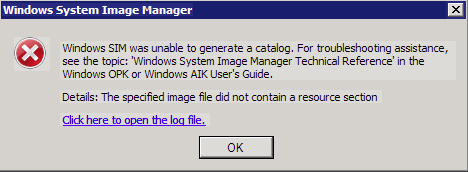 Windows System Image Manager
Windows SIM was unable to generate a catalog. For troubleshooting assistance,
see the topic: 'Windows System Image Manager Technical Reference' in the
Windows OPK or Windows AIK User's Guide.
Details: The specified image file did not contain a resource section
Click here to open the log file.
OK